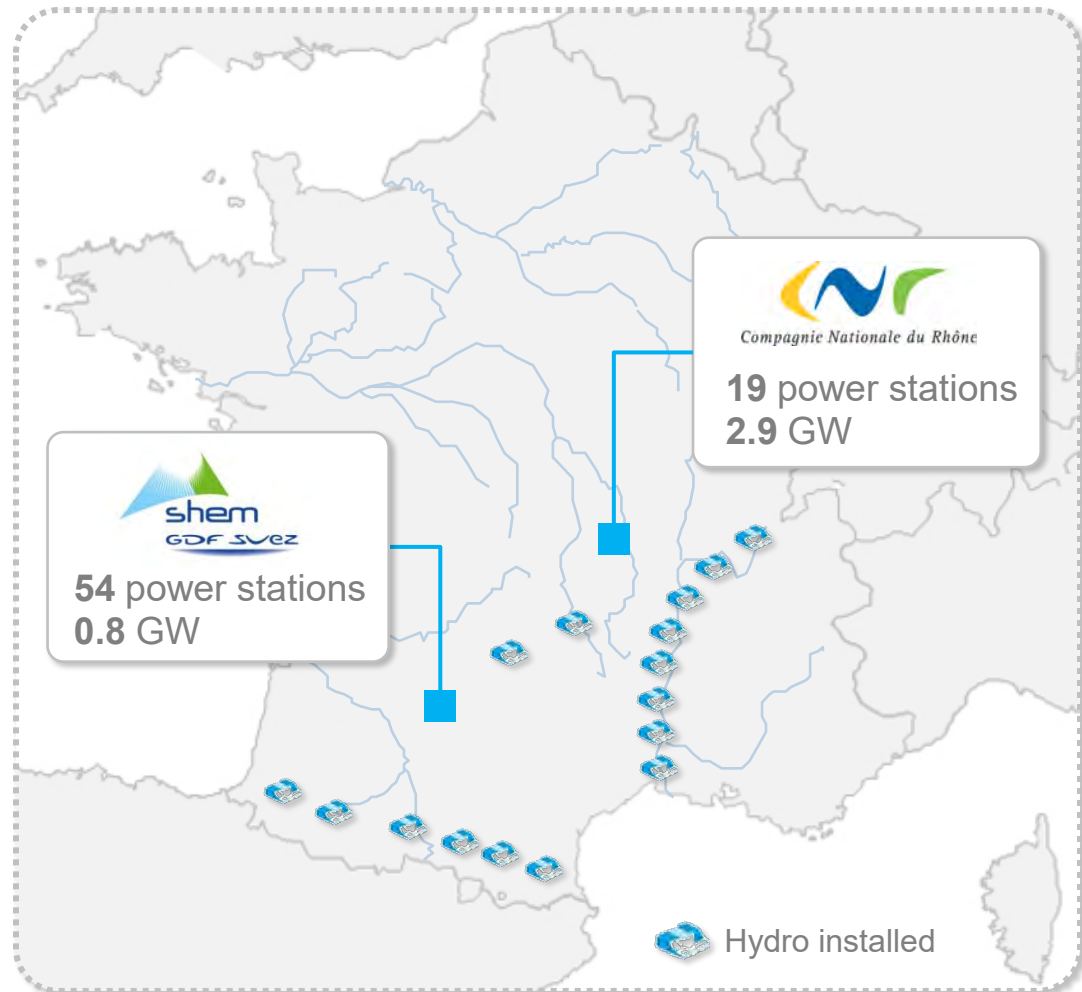 CNR
Compagnie Nationale du Rhône
19 power stations
2.9 GW
shem
GDF SUEZ
54 power stations
0.8 GW
Hydro installed